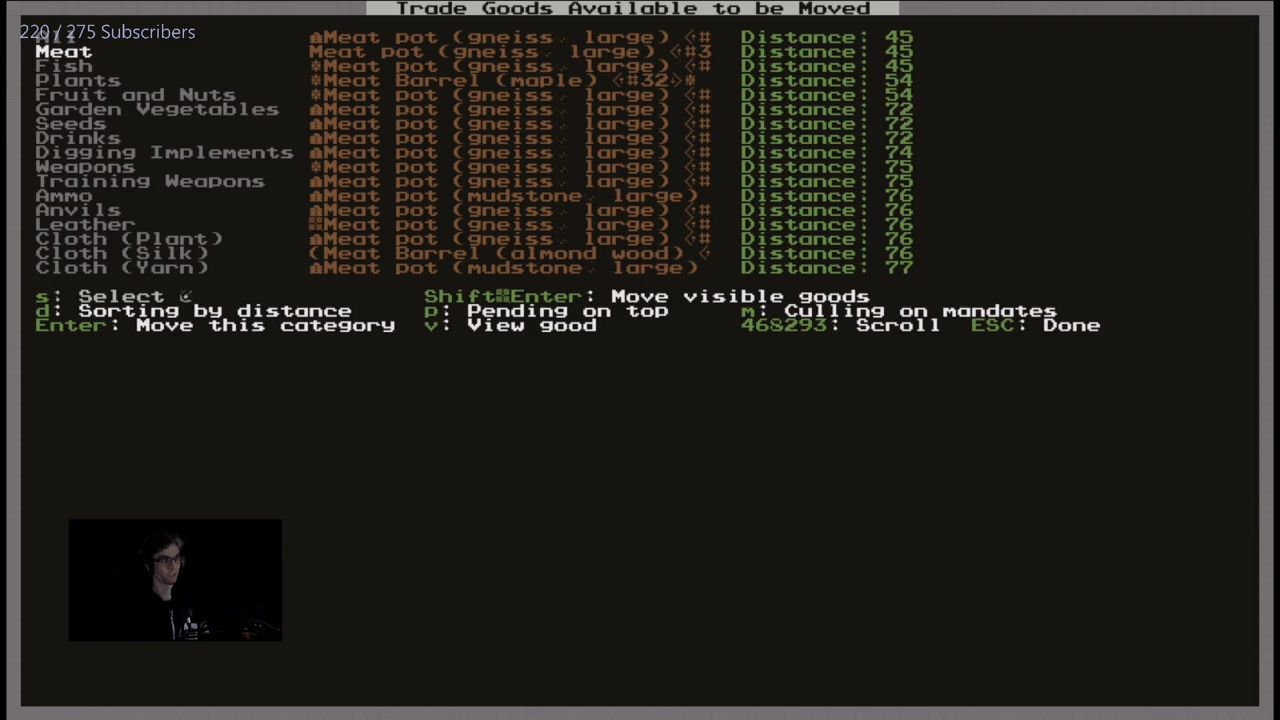 Trade Goods Available to be Moved
220 / 275 Subscribers
Meat pot (gneiss, large) <# Distance: 45
Meat Meat pot (gneiss, large) <#3 Distance: 45
Fish *Meat pot (gneiss, large) <# Distance: 45
Plants *Meat Barrel (maple) <#32>* Distance: 54
Fruit and Nuts *Meat pot (gneiss, large) <# Distance: 54
Garden Vegetables Meat pot (gneiss, large) <# Distance: 72
Seeds Meat pot (gneiss, large) <# Distance: 72
Drinks Meat pot (gneiss, large) <# Distance: 72
Digging Implements Meat pot (gneiss, large) <# Distance: 74
Weapons *Meat pot (gneiss, large) <# Distance: 75
Training Weapons Meat pot (gneiss, large) <# Distance: 75
Ammo Meat pot (mudstone, large) Distance: 76
Anvils Meat pot (gneiss, large) <# Distance: 76
Leather Meat pot (gneiss, large) <# Distance: 76
Cloth (Plant) Meat pot (gneiss, large) <# Distance: 76
Cloth (Silk) (Meat Barrel (almond wood) < Distance: 76
Cloth (Yarn) Meat pot (mudstone, large) Distance: 77
s: Select Shift Enter: Move visible goods
d: Sorting by distance p: Pending on top m: Culling on mandates
Enter: Move this category v: View good 468293: Scroll ESC: Done